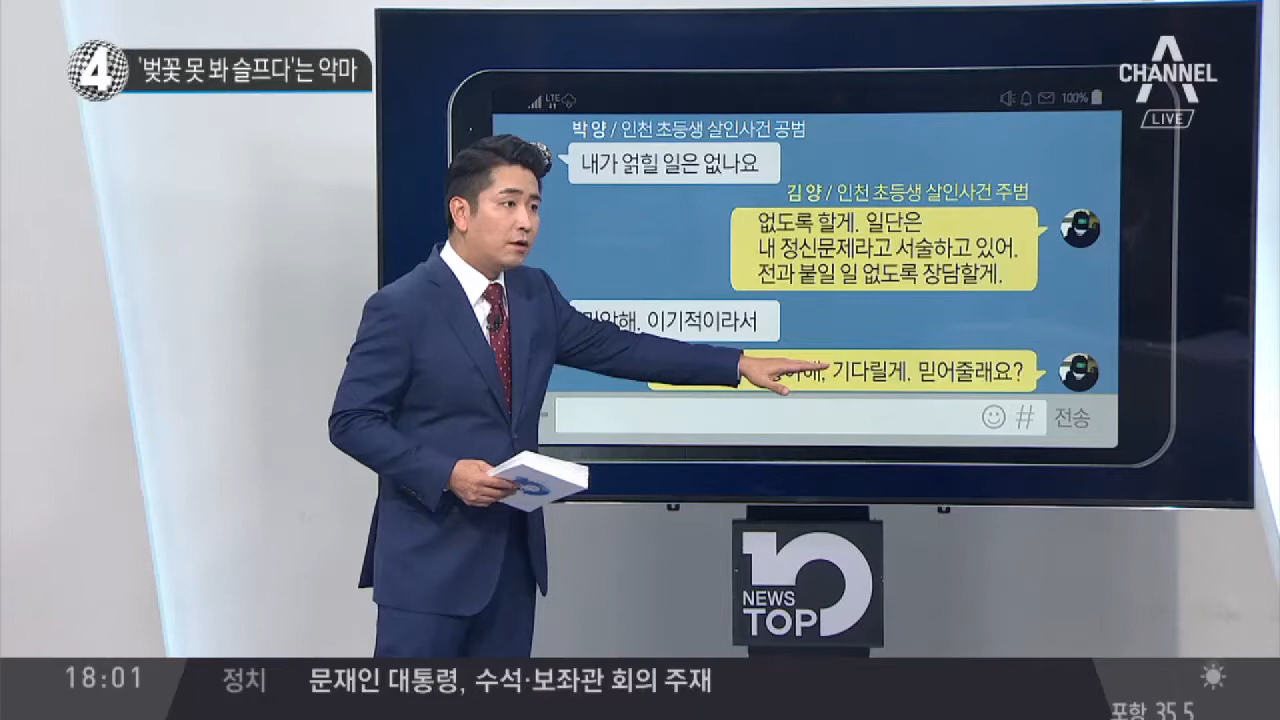 4 '벚꽃 못 봐 슬프다'는 악마
CHANNEL A
LIVE
LTE
100%
박 양 / 인천 초등생 살인사건 공범
내가 얽힐 일은 없나요
김 양 / 인천 초등생 살인사건 주범
없도록 할게. 일단은
내 정신문제라고 서술하고 있어.
전과 붙일 일 없도록 장담할게.
이기적이라서
기다릴게. 믿어줄래요?
# 전송
10
NEWS
TOP
18:01 정치 문재인 대통령, 수석·보좌관 회의 주재
포항 35.5